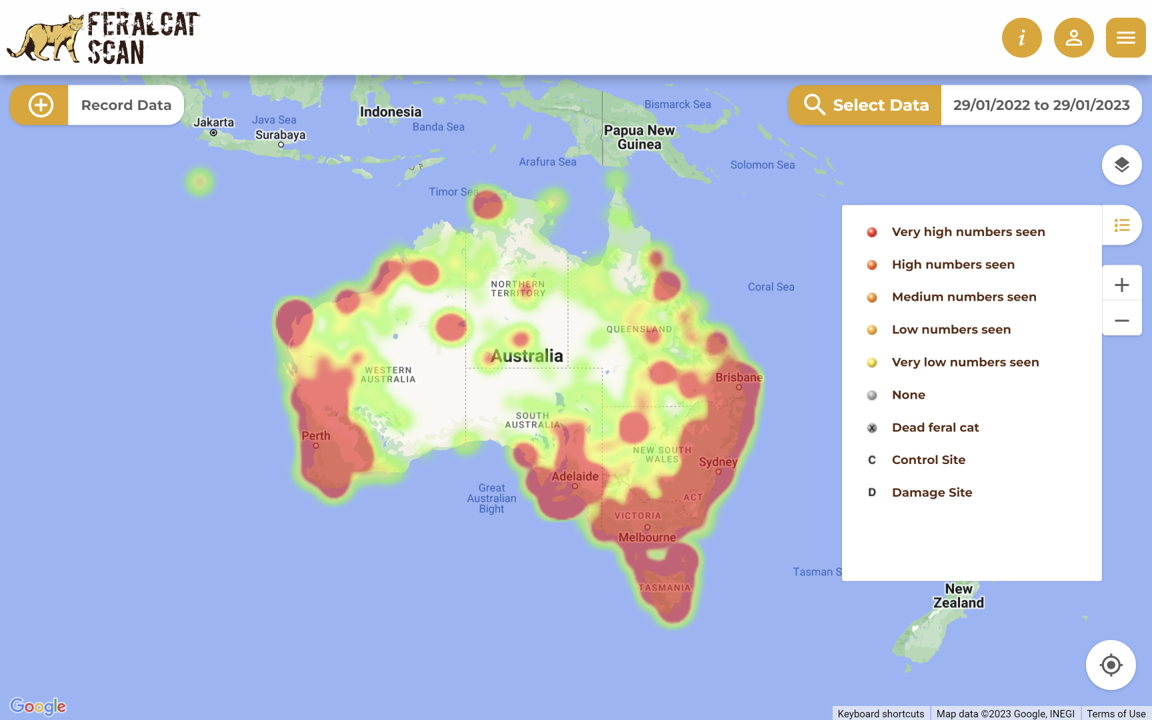 FERALCAT
SCAN
i
Record Data
Select Data
29/01/2022 to 29/01/2023
Indonesia
Bismarck Sea
Jakarta
Java Sea
Banda Sea
Surabaya
Papua New
Guinea
Arafura Sea
Solomon Sea
Timor Se
Coral Sea
NORTHERN
TERRITORY
QUEENSLAND
Australia
WESTERN
AUSTRALIA
Brisbane
SOUTH
AUSTRALIA
Perth
NEW SOUTH
WALES
Sydney
Adelaide
Great
Australian
Bight
ACT
VICTORIA
Melbourne
Tasman S
TASMANIA
New
Zealand
Very high numbers seen
High numbers seen
Medium numbers seen
Low numbers seen
Very low numbers seen
None
X Dead feral cat
C Control Site
D Damage Site
Google
Keyboard shortcuts
Map data ©2023 Google, INEGI
Terms of Use